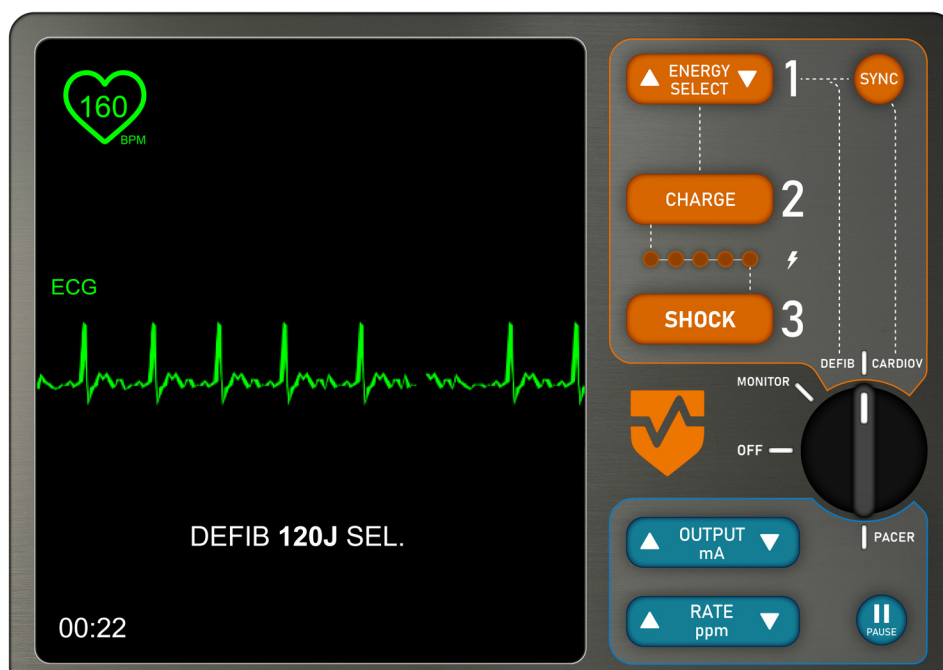 160
BPM
ECG
DEFIB 120J SEL.
00:22
ENERGY
SELECT
1
SYNC
CHARGE
2
SHOCK
3
DEFIB
CARDIOV
MONITOR
OFF
PACER
OUTPUT
mA
RATE
ppm
PAUSE